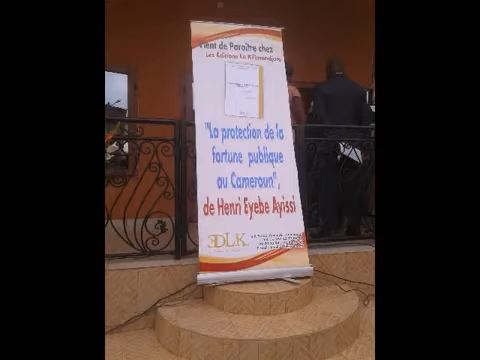 Vient de Paraître chez
Les Éditions Le Kilimandjaro
"La protection de la
fortune publique
au Cameroun",
de Henri Eyebe Ayissi
EDLK